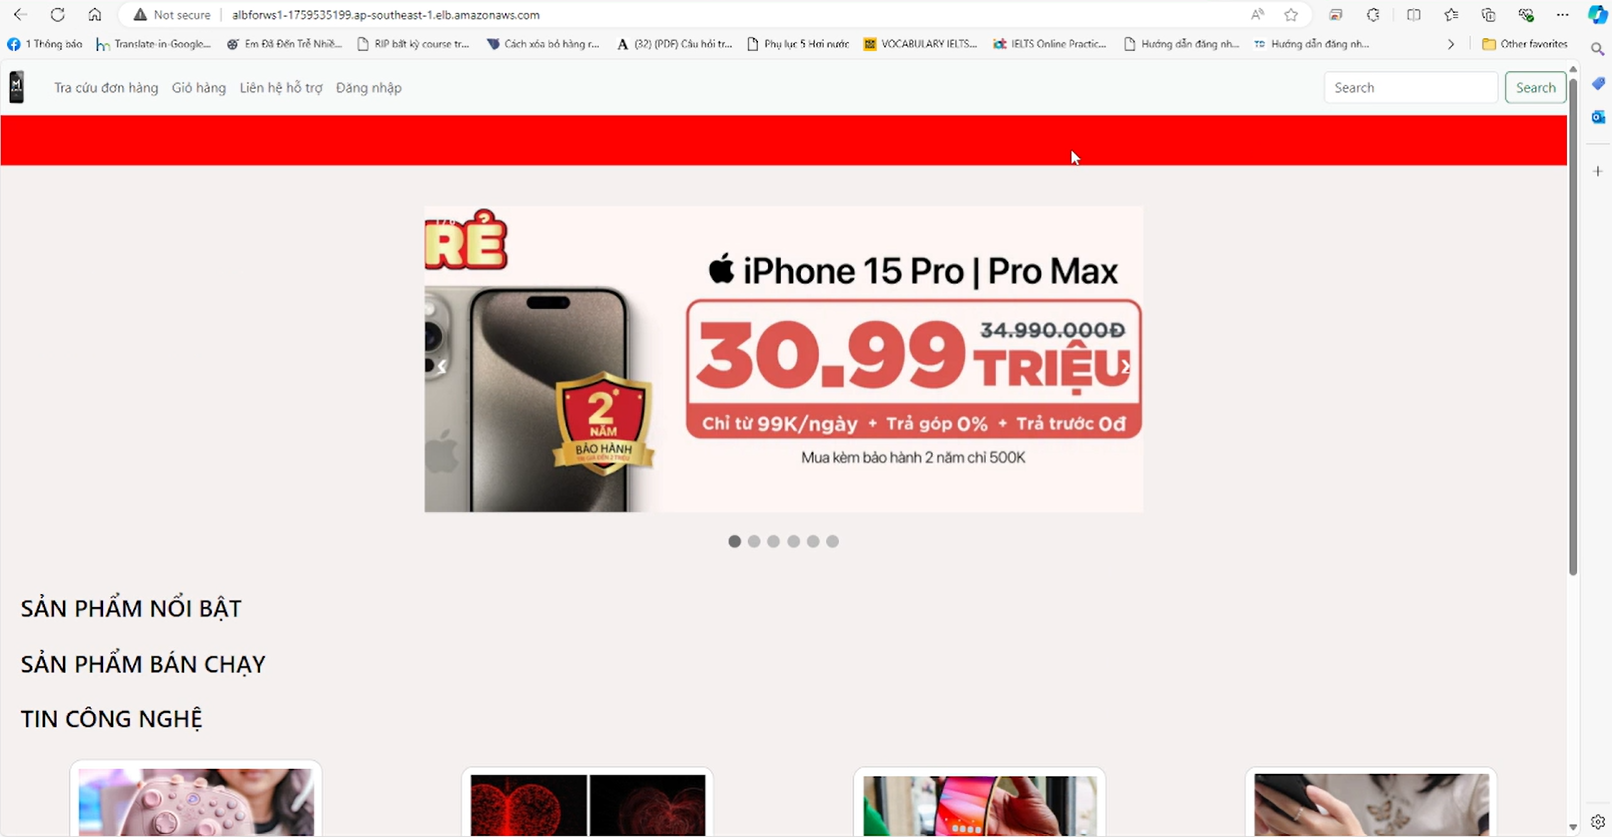 Not secure albforws1-1759535199.ap-southeast-1.elb.amazonaws.com
1 Thông báo Translate-in-Google... Em Đã Đến Trễ Nhiề... RIP bất kỳ course tr... Cách xóa bỏ hàng r... (32) (PDF) Câu hỏi tr... Phụ lục 5 Hơi nước VOCABULARY IELTS... IELTS Online Practic... Hướng dẫn đăng nh... Hướng dẫn đăng nh... Other favorites
Tra cứu đơn hàng Giỏ hàng Liên hệ hỗ trợ Đăng nhập Search Search
RẺ
iPhone 15 Pro | Pro Max
34.990.000Đ
30.99 TRIỆU
2
NĂM
BẢO HÀNH
Chỉ từ 99K/ngày + Trả góp 0% + Trả trước 0đ
Mua kèm bảo hành 2 năm chỉ 500K
SẢN PHẨM NỔI BẬT
SẢN PHẨM BÁN CHẠY
TIN CÔNG NGHỆ